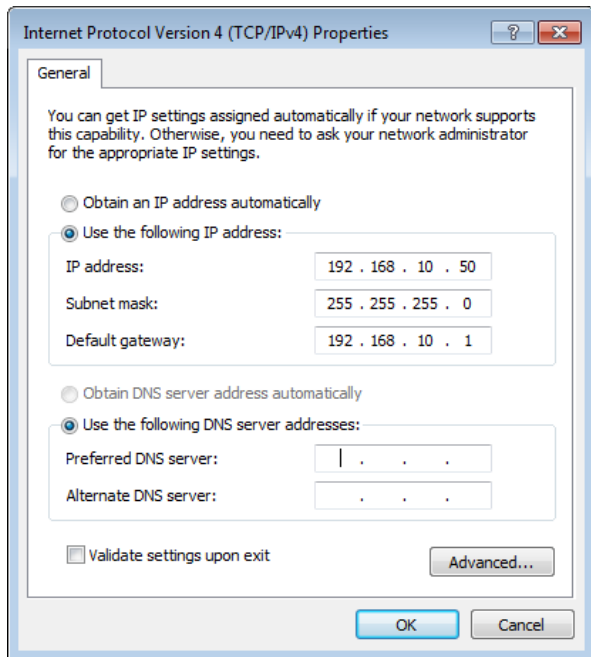 Internet Protocol Version 4 (TCP/IPv4) Properties
General
You can get IP settings assigned automatically if your network supports
this capability. Otherwise, you need to ask your network administrator
for the appropriate IP settings.
Obtain an IP address automatically
Use the following IP address:
IP address: 192 . 168 . 10 . 50
Subnet mask: 255 . 255 . 255 . 0
Default gateway: 192 . 168 . 10 . 1
Obtain DNS server address automatically
Use the following DNS server addresses:
Preferred DNS server: . . .
Alternate DNS server: . . .
Validate settings upon exit
Advanced...
OK Cancel